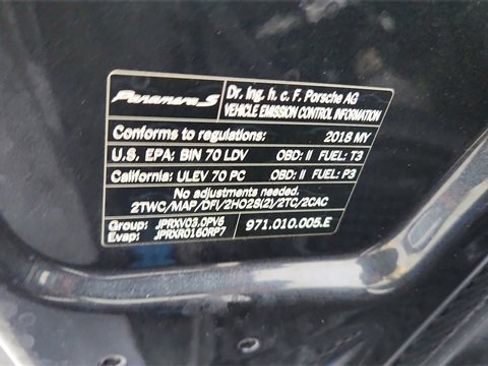 Panamera S
Dr. Ing. h. c. F. Porsche AG
VEHICLE EMISSION CONTROL INFORMATION
Conforms to regulations: 2018 MY
U.S. EPA: BIN 70 LDV OBD: II FUEL: T3
California: ULEV 70 PC OBD: II FUEL: P3
No adjustments needed.
2TWC/MAP/DFI/2HO2S(2)/2TC/2CAC
Group: JPRXV03.0PV6
Evap: JPRXR0160RP7
971.010.005.E